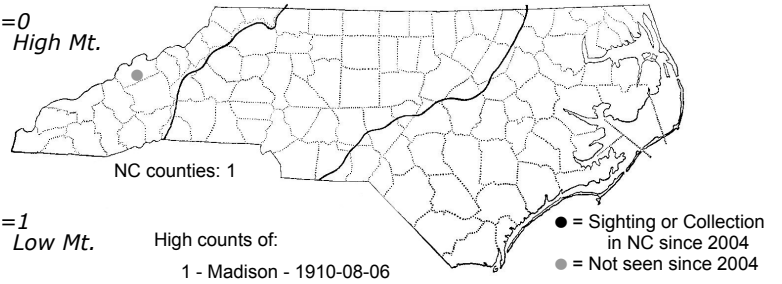 =0
High Mt.
NC counties: 1
=1
Low Mt.
High counts of:
1 - Madison - 1910-08-06
● = Sighting or Collection
in NC since 2004
● = Not seen since 2004